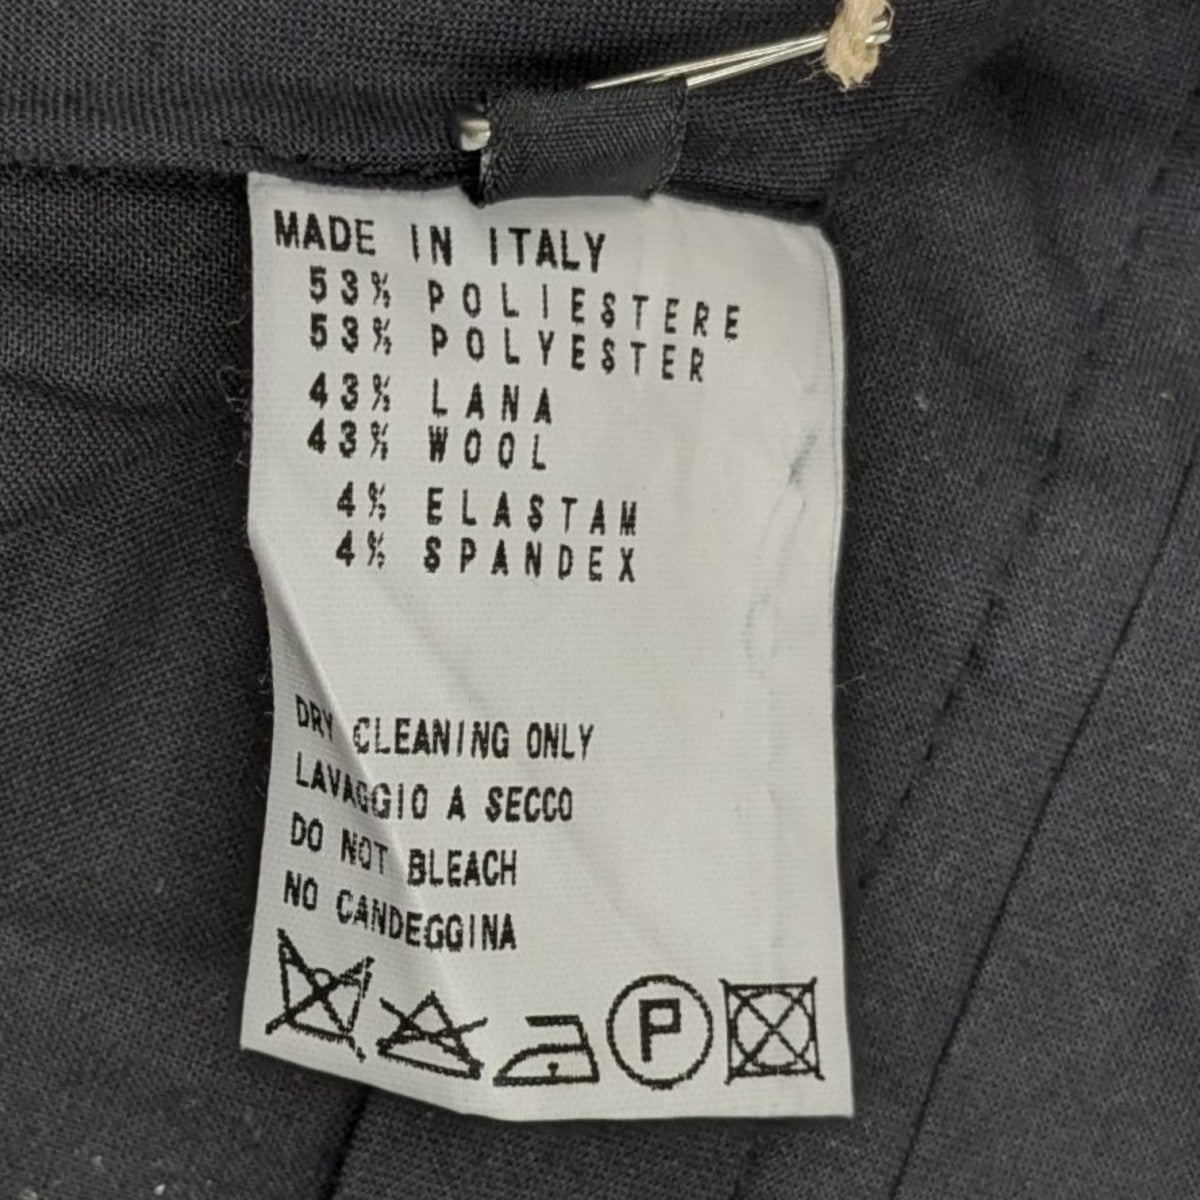 MADE IN ITALY
53% POLIESTERE
53% POLYESTER
43% LANA
43% WOOL
4% ELASTAM
4% SPANDEX
DRY CLEANING ONLY
LAVAGGIO A SECCO
DO NOT BLEACH
NO CANDEGGINA
P